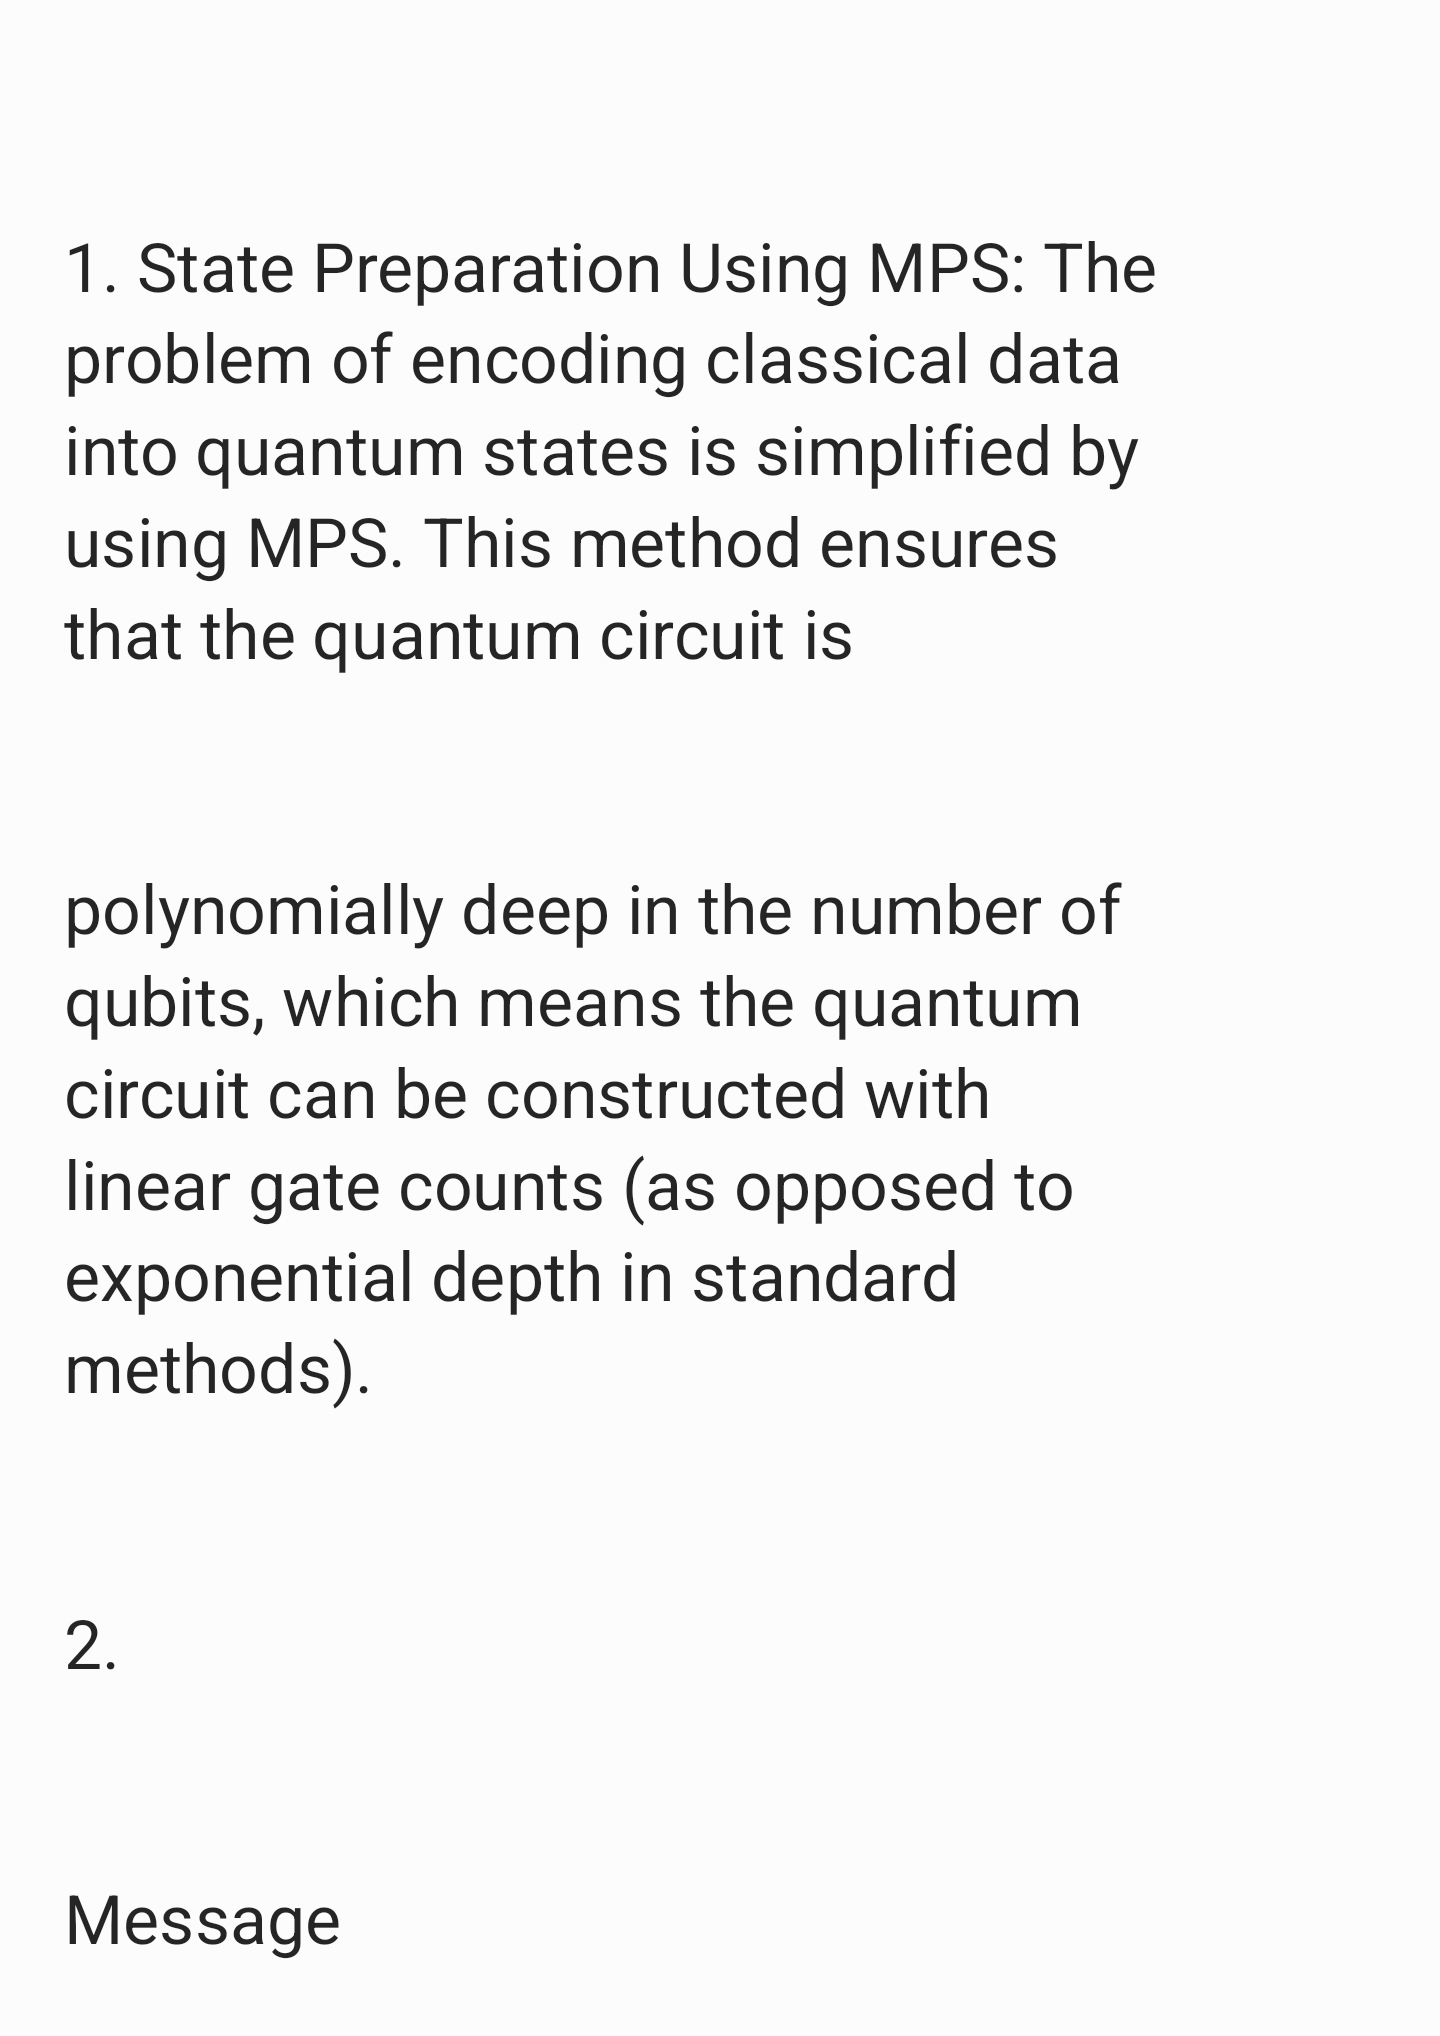 1. State Preparation Using MPS: The
problem of encoding classical data
into quantum states is simplified by
using MPS. This method ensures
that the quantum circuit is
polynomially deep in the number of
qubits, which means the quantum
circuit can be constructed with
linear gate counts (as opposed to
exponential depth in standard
methods).
2.
Message